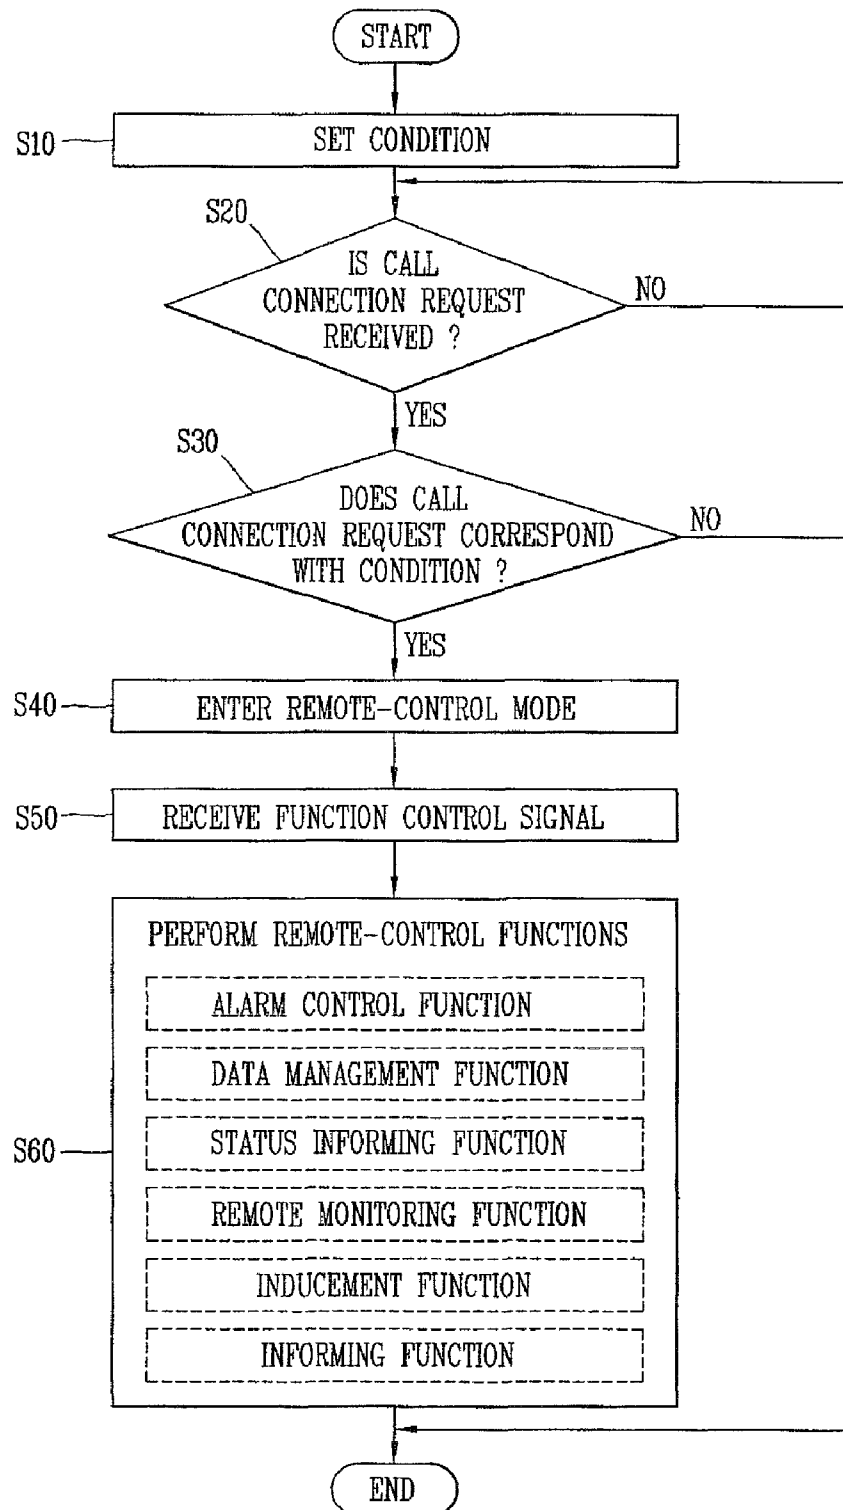 START
S10
SET CONDITION
S20
IS CALL
CONNECTION REQUEST
RECEIVED ?
NO
YES
S30
DOES CALL
CONNECTION REQUEST CORRESPOND
WITH CONDITION ?
NO
YES
S40
ENTER REMOTE-CONTROL MODE
S50
RECEIVE FUNCTION CONTROL SIGNAL
PERFORM REMOTE-CONTROL FUNCTIONS
ALARM CONTROL FUNCTION
DATA MANAGEMENT FUNCTION
STATUS INFORMING FUNCTION
S60
REMOTE MONITORING FUNCTION
INDUCEMENT FUNCTION
INFORMING FUNCTION
END